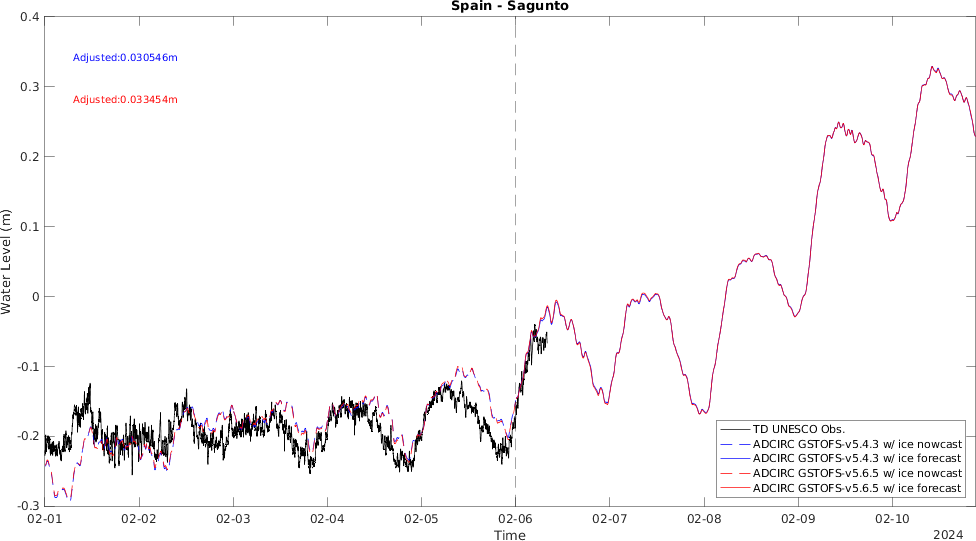 Spain - Sagunto
0.4
0.3
0.2
0.1
0
-0.1
-0.2
-0.3
Water Level (m)
Adjusted:0.030546m
Adjusted:0.033454m
TD UNESCO Obs.
ADCIRC GSTOFS-v5.4.3 w/ ice nowcast
ADCIRC GSTOFS-v5.4.3 w/ ice forecast
ADCIRC GSTOFS-v5.6.5 w/ ice nowcast
ADCIRC GSTOFS-v5.6.5 w/ ice forecast
02-01 02-02 02-03 02-04 02-05 02-06 02-07 02-08 02-09 02-10
Time
2024